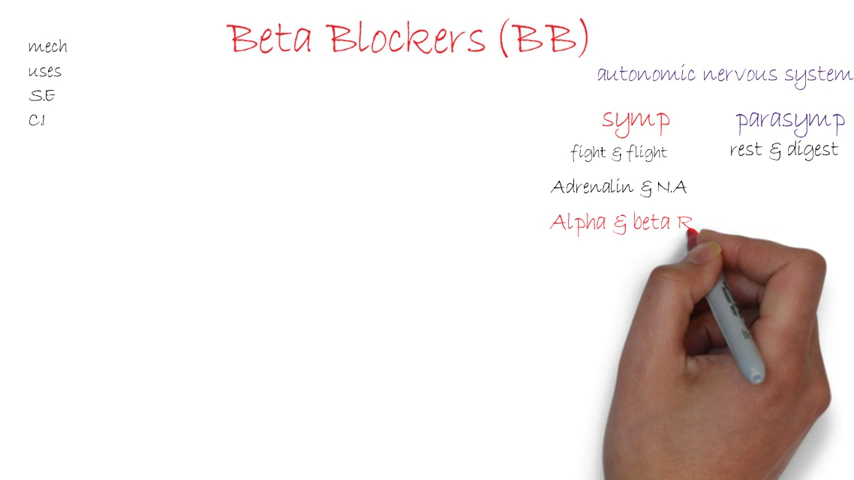 Beta Blockers (BB)
mech
uses
S.E
C.I
autonomic nervous system
symp
parasymp
fight & flight
rest & digest
Adrenalin & N.A
Alpha & beta R